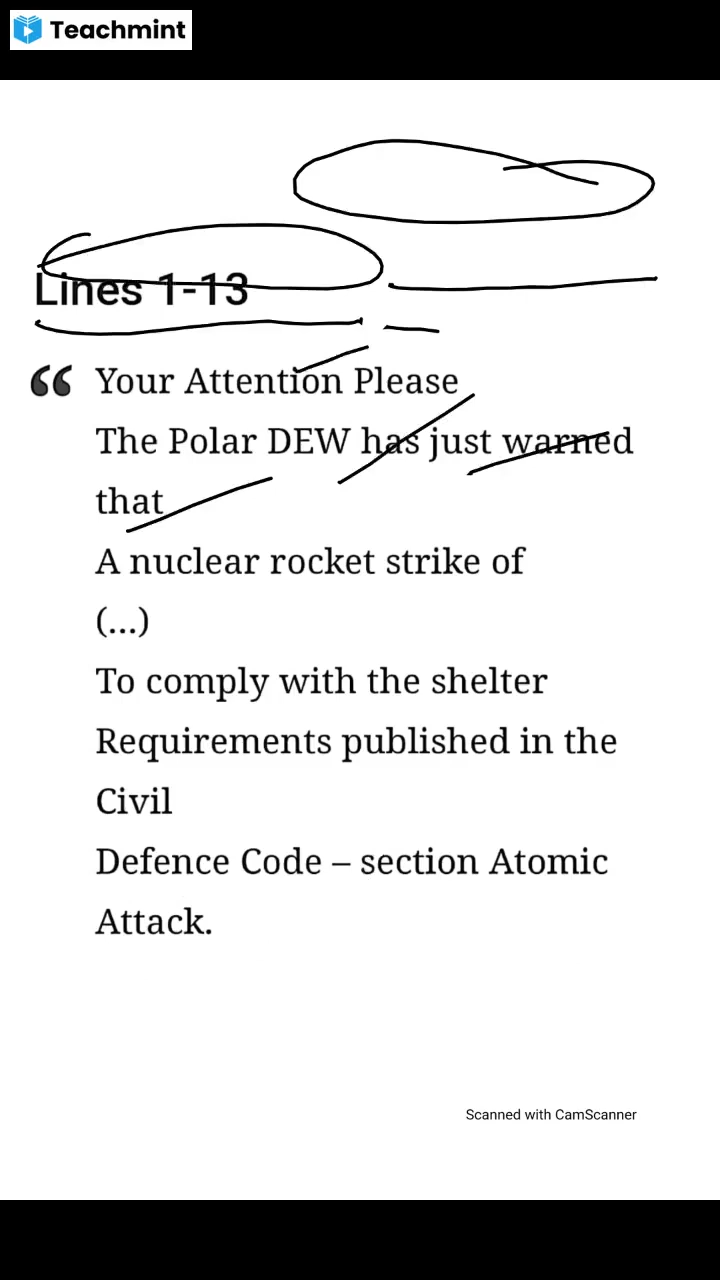 Teachmint
Lines 1-13
“ Your Attention Please
The Polar DEW has just warned
that
A nuclear rocket strike of
(...)
To comply with the shelter
Requirements published in the
Civil
Defence Code – section Atomic
Attack.
Scanned with CamScanner